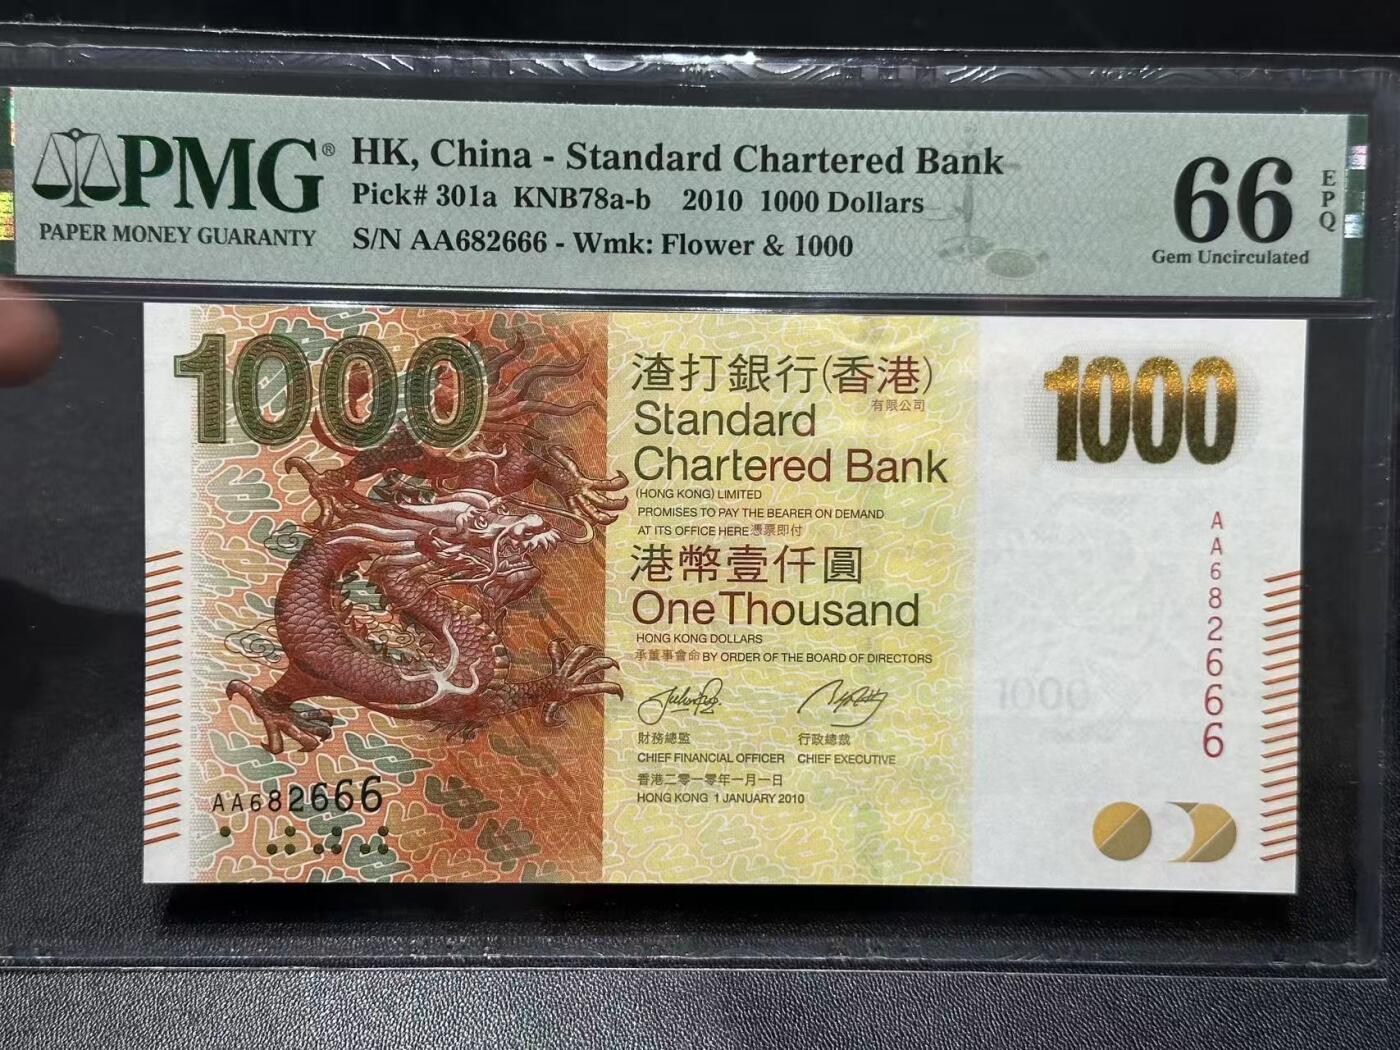 PMG®
PAPER MONEY GUARANTY
HK, China - Standard Chartered Bank
Pick# 301a KNB78a-b 2010 1000 Dollars
S/N AA682666 - Wmk: Flower & 1000
66
EPQ
Gem Uncirculated
1000
渣打銀行(香港)
有限公司
Standard
Chartered Bank
(HONG KONG) LIMITED
PROMISES TO PAY THE BEARER ON DEMAND
AT ITS OFFICE HERE憑票即付
港幣壹仟圓
One Thousand
HONG KONG DOLLARS
承董事會命 BY ORDER OF THE BOARD OF DIRECTORS
財務總監 行政總裁
CHIEF FINANCIAL OFFICER CHIEF EXECUTIVE
香港二零一零年一月一日
HONG KONG 1 JANUARY 2010
AA682666
1000
AA682666
1000